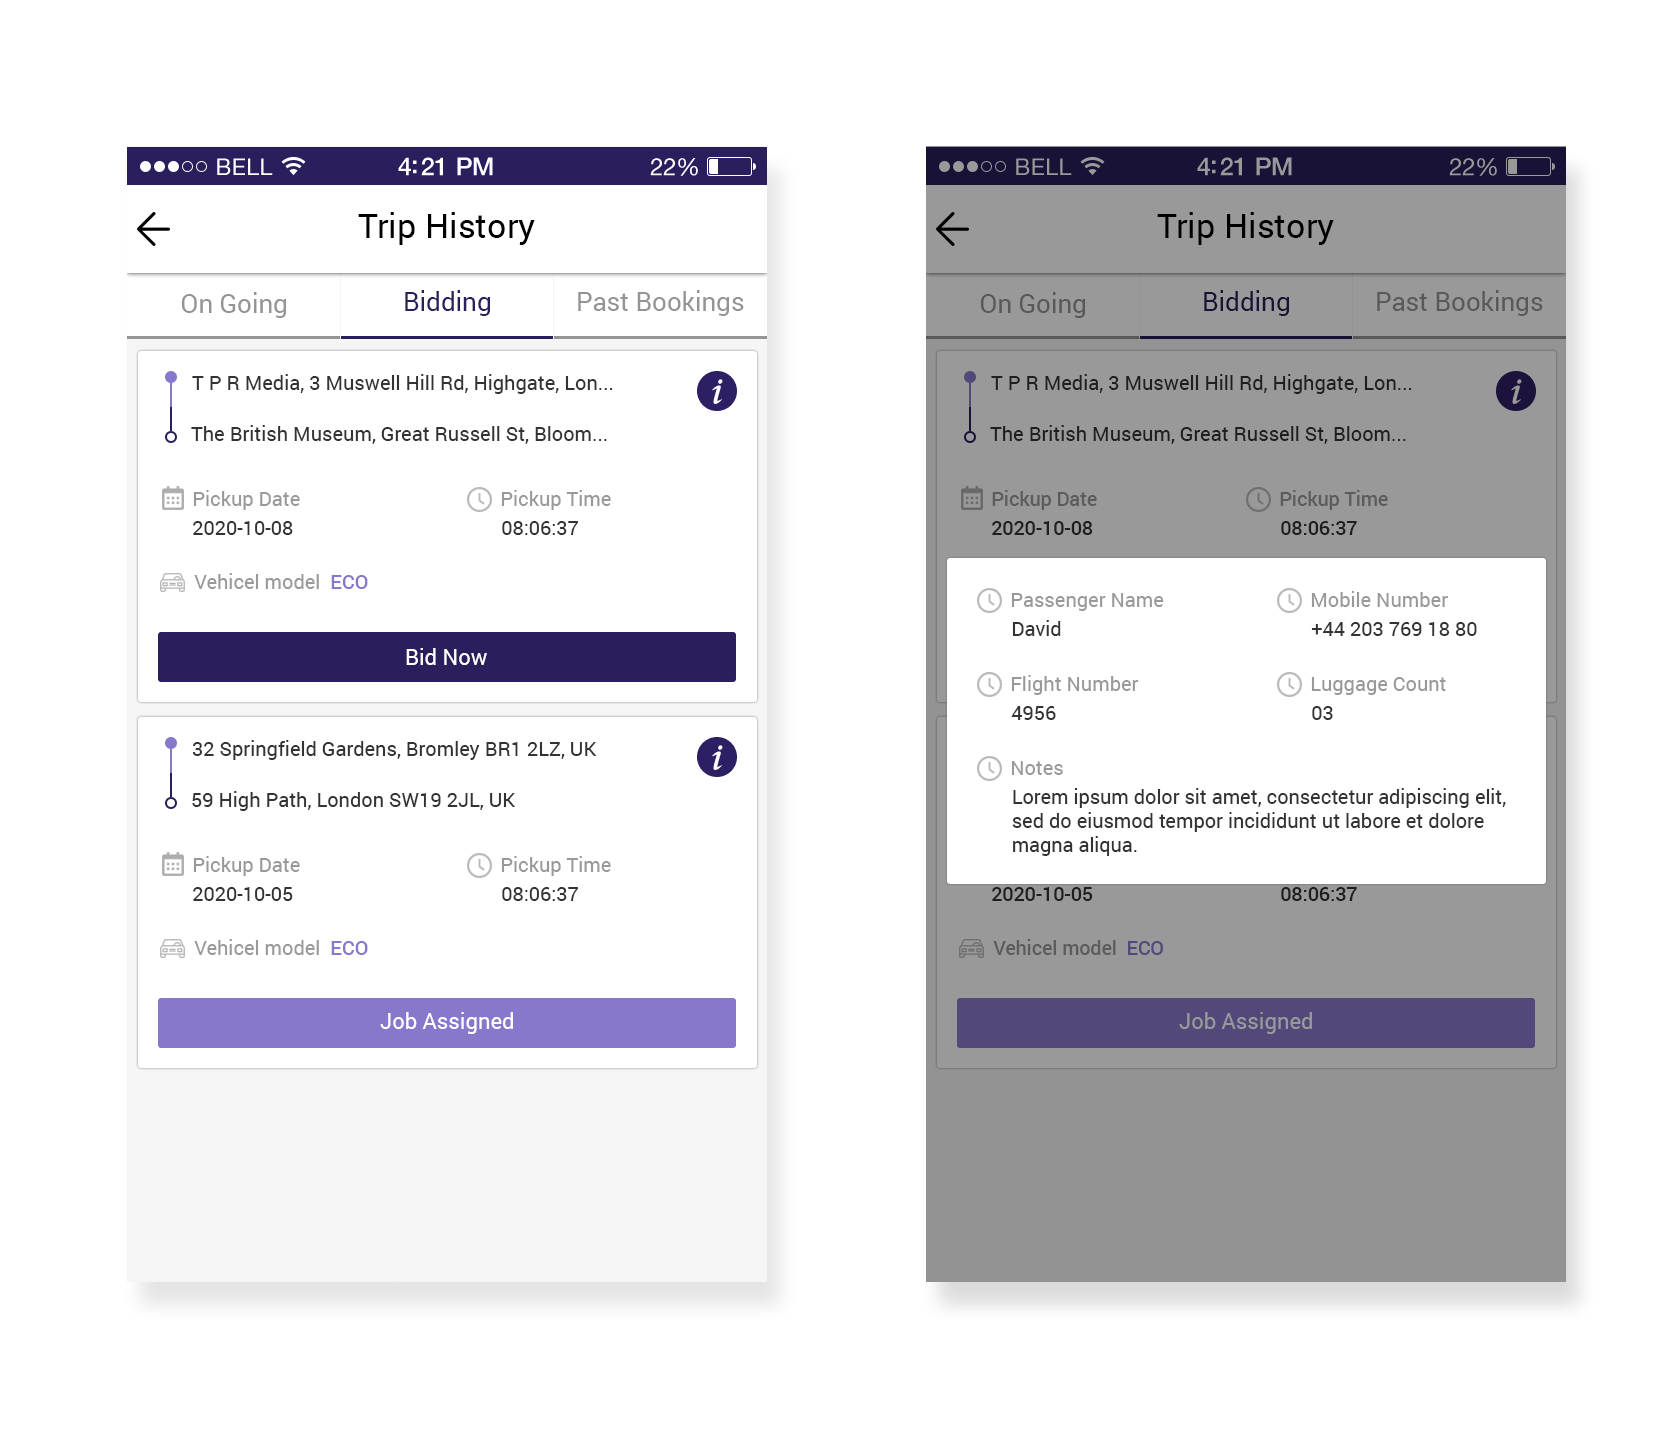 BELL 4:21 PM 22%
Trip History
On Going Bidding Past Bookings
T P R Media, 3 Muswell Hill Rd, Highgate, Lon...
i
The British Museum, Great Russell St, Bloom...
Pickup Date Pickup Time
2020-10-08 08:06:37
Vehicel model ECO
Bid Now
32 Springfield Gardens, Bromley BR1 2LZ, UK
i
59 High Path, London SW19 2JL, UK
Pickup Date Pickup Time
2020-10-05 08:06:37
Vehicel model ECO
Job Assigned
BELL 4:21 PM 22%
Trip History
On Going Bidding Past Bookings
T P R Media, 3 Muswell Hill Rd, Highgate, Lon...
i
The British Museum, Great Russell St, Bloom...
Pickup Date Pickup Time
2020-10-08 08:06:37
Passenger Name Mobile Number
David +44 203 769 18 80
Flight Number Luggage Count
4956 03
Notes
Lorem ipsum dolor sit amet, consectetur adipiscing elit,
sed do eiusmod tempor incididunt ut labore et dolore
magna aliqua.
2020-10-05 08:06:37
Vehicel model ECO
Job Assigned